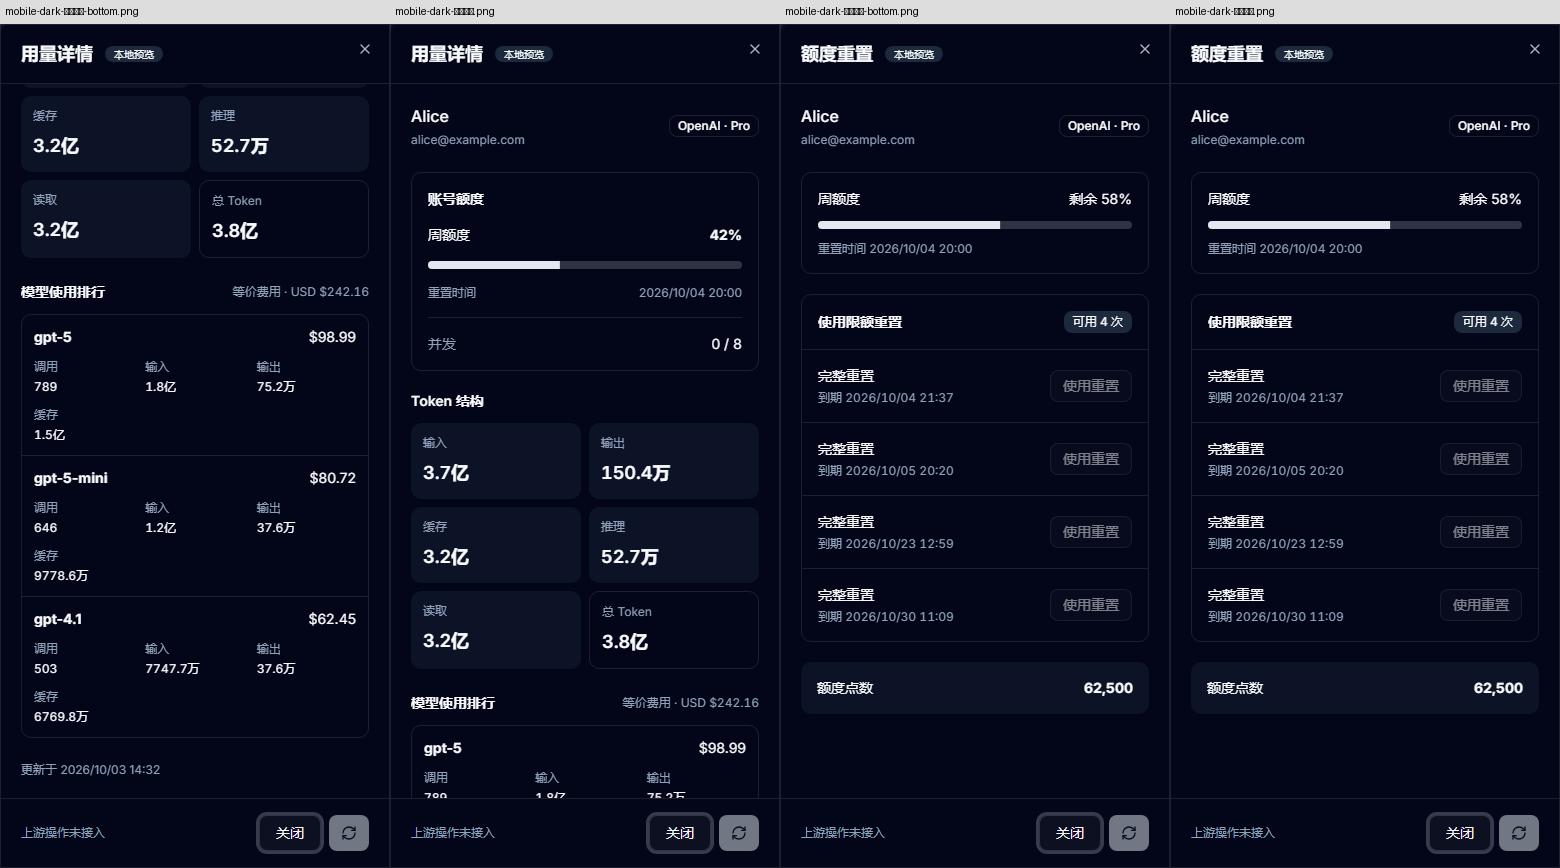 mobile-dark-
-bottom.png
用量详情 本地预览
缓存 推理
3.2亿 52.7万
读取 总 Token
3.2亿 3.8亿
模型使用排行 等价费用 · USD $242.16
gpt-5 $98.99
调用 输入 输出
789 1.8亿 75.2万
缓存
1.5亿
gpt-5-mini $80.72
调用 输入 输出
646 1.2亿 37.6万
缓存
9778.6万
gpt-4.1 $62.45
调用 输入 输出
503 7747.7万 37.6万
缓存
6769.8万
更新于 2026/10/03 14:32
上游操作未接入 关闭
mobile-dark-
.png
用量详情 本地预览
Alice
alice@example.com
OpenAI · Pro
账号额度
周额度 42%
重置时间 2026/10/04 20:00
并发 0 / 8
Token 结构
输入 输出
3.7亿 150.4万
缓存 推理
3.2亿 52.7万
读取 总 Token
3.2亿 3.8亿
模型使用排行 等价费用 · USD $242.16
gpt-5 $98.99
调用 输入 输出
789 1.8亿 75.2万
上游操作未接入 关闭
mobile-dark-
-bottom.png
额度重置 本地预览
Alice
alice@example.com
OpenAI · Pro
周额度 剩余 58%
重置时间 2026/10/04 20:00
使用限额重置 可用 4 次
完整重置
到期 2026/10/04 21:37
使用重置
完整重置
到期 2026/10/05 20:20
使用重置
完整重置
到期 2026/10/23 12:59
使用重置
完整重置
到期 2026/10/30 11:09
使用重置
额度点数 62,500
上游操作未接入 关闭
mobile-dark-
.png
额度重置 本地预览
Alice
alice@example.com
OpenAI · Pro
周额度 剩余 58%
重置时间 2026/10/04 20:00
使用限额重置 可用 4 次
完整重置
到期 2026/10/04 21:37
使用重置
完整重置
到期 2026/10/05 20:20
使用重置
完整重置
到期 2026/10/23 12:59
使用重置
完整重置
到期 2026/10/30 11:09
使用重置
额度点数 62,500
上游操作未接入 关闭